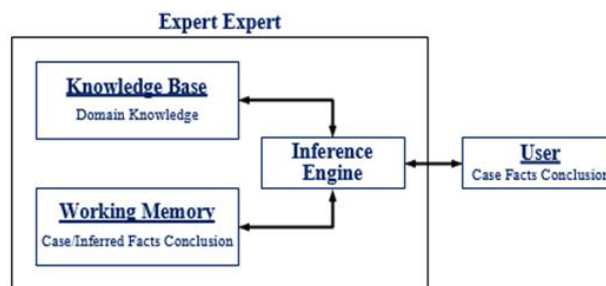 Expert Expert
Knowledge Base
Domain Knowledge
Inference
Engine
User
Case Facts Conclusion
Working Memory
Case/Inferred Facts Conclusion